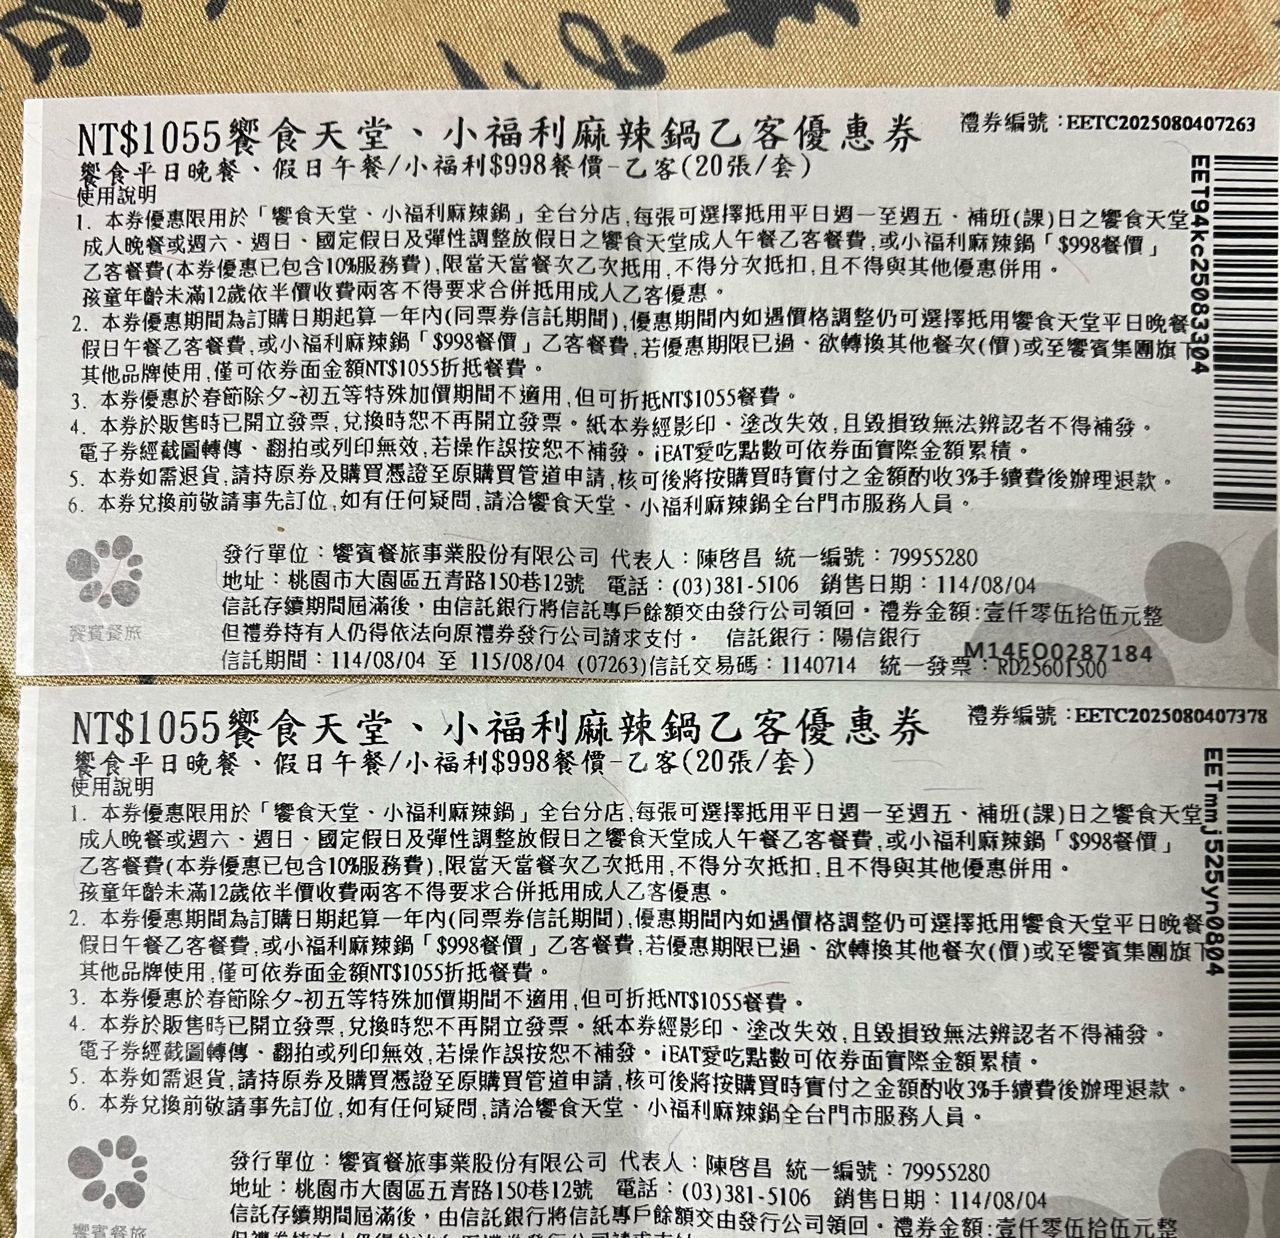 NT$1055饗食天堂、小福利麻辣鍋乙客優惠券
禮券編號：EETC2025080407263
饗食平日晚餐、假日午餐/小福利$998餐價-乙客(20張/套)
使用說明
1. 本券優惠限用於「饗食天堂、小福利麻辣鍋」全台分店,每張可選擇抵用平日週一至週五、補班(課)日之饗食天堂
成人晚餐或週六、週日、國定假日及彈性調整放假日之饗食天堂成人午餐乙客餐費,或小福利麻辣鍋「$998餐價」
乙客餐費(本券優惠已包含10%服務費),限當天當餐次乙次抵用,不得分次抵扣,且不得與其他優惠併用。
孩童年齡未滿12歲依半價收費兩客不得要求合併抵用成人乙客優惠。
2. 本券優惠期間為訂購日期起算一年內(同票券信託期間),優惠期間內如遇價格調整仍可選擇抵用饗食天堂平日晚餐
假日午餐乙客餐費,或小福利麻辣鍋「$998餐價」乙客餐費,若優惠期限已過、欲轉換其他餐次(價)或至饗賓集團旗下
其他品牌使用,僅可依券面金額NT$1055折抵餐費。
3. 本券優惠於春節除夕~初五等特殊加價期間不適用,但可折抵NT$1055餐費。
4. 本券於販售時已開立發票,兌換時恕不再開立發票。紙本券經影印、塗改失效,且毀損致無法辨認者不得補發。
電子券經截圖轉傳、翻拍或列印無效,若操作誤按恕不補發。iEAT愛吃點數可依券面實際金額累積。
5. 本券如需退貨,請持原券及購買憑證至原購買管道申請,核可後將按購買時實付之金額酌收3%手續費後辦理退款。
6. 本券兌換前敬請事先訂位,如有任何疑問,請洽饗食天堂、小福利麻辣鍋全台門市服務人員。
EET94kc25083304
饗賓餐旅
發行單位：饗賓餐旅事業股份有限公司 代表人：陳啓昌 統一編號：79955280
地址：桃園市大園區五青路150巷12號 電話：(03)381-5106 銷售日期：114/08/04
信託存續期間屆滿後，由信託銀行將信託專戶餘額交由發行公司領回。禮券金額:壹仟零伍拾伍元整
但禮券持有人仍得依法向原禮券發行公司請求支付。 信託銀行：陽信銀行
M14EO0287184
信託期間：114/08/04 至 115/08/04 (07263)信託交易碼：1140714 統一發票：RD25601500
NT$1055饗食天堂、小福利麻辣鍋乙客優惠券
禮券編號：EETC2025080407378
饗食平日晚餐、假日午餐/小福利$998餐價-乙客(20張/套)
使用說明
1. 本券優惠限用於「饗食天堂、小福利麻辣鍋」全台分店,每張可選擇抵用平日週一至週五、補班(課)日之饗食天堂
成人晚餐或週六、週日、國定假日及彈性調整放假日之饗食天堂成人午餐乙客餐費,或小福利麻辣鍋「$998餐價」
乙客餐費(本券優惠已包含10%服務費),限當天當餐次乙次抵用,不得分次抵扣,且不得與其他優惠併用。
孩童年齡未滿12歲依半價收費兩客不得要求合併抵用成人乙客優惠。
2. 本券優惠期間為訂購日期起算一年內(同票券信託期間),優惠期間內如遇價格調整仍可選擇抵用饗食天堂平日晚餐
假日午餐乙客餐費,或小福利麻辣鍋「$998餐價」乙客餐費,若優惠期限已過、欲轉換其他餐次(價)或至饗賓集團旗下
其他品牌使用,僅可依券面金額NT$1055折抵餐費。
3. 本券優惠於春節除夕~初五等特殊加價期間不適用,但可折抵NT$1055餐費。
4. 本券於販售時已開立發票,兌換時恕不再開立發票。紙本券經影印、塗改失效,且毀損致無法辨認者不得補發。
電子券經截圖轉傳、翻拍或列印無效,若操作誤按恕不補發。iEAT愛吃點數可依券面實際金額累積。
5. 本券如需退貨,請持原券及購買憑證至原購買管道申請,核可後將按購買時實付之金額酌收3%手續費後辦理退款。
6. 本券兌換前敬請事先訂位,如有任何疑問,請洽饗食天堂、小福利麻辣鍋全台門市服務人員。
EETmmj525yn0804
饗賓餐旅
發行單位：饗賓餐旅事業股份有限公司 代表人：陳啓昌 統一編號：79955280
地址：桃園市大園區五青路150巷12號 電話：(03)381-5106 銷售日期：114/08/04
信託存續期間屆滿後，由信託銀行將信託專戶餘額交由發行公司領回。禮券金額:壹仟零伍拾伍元整